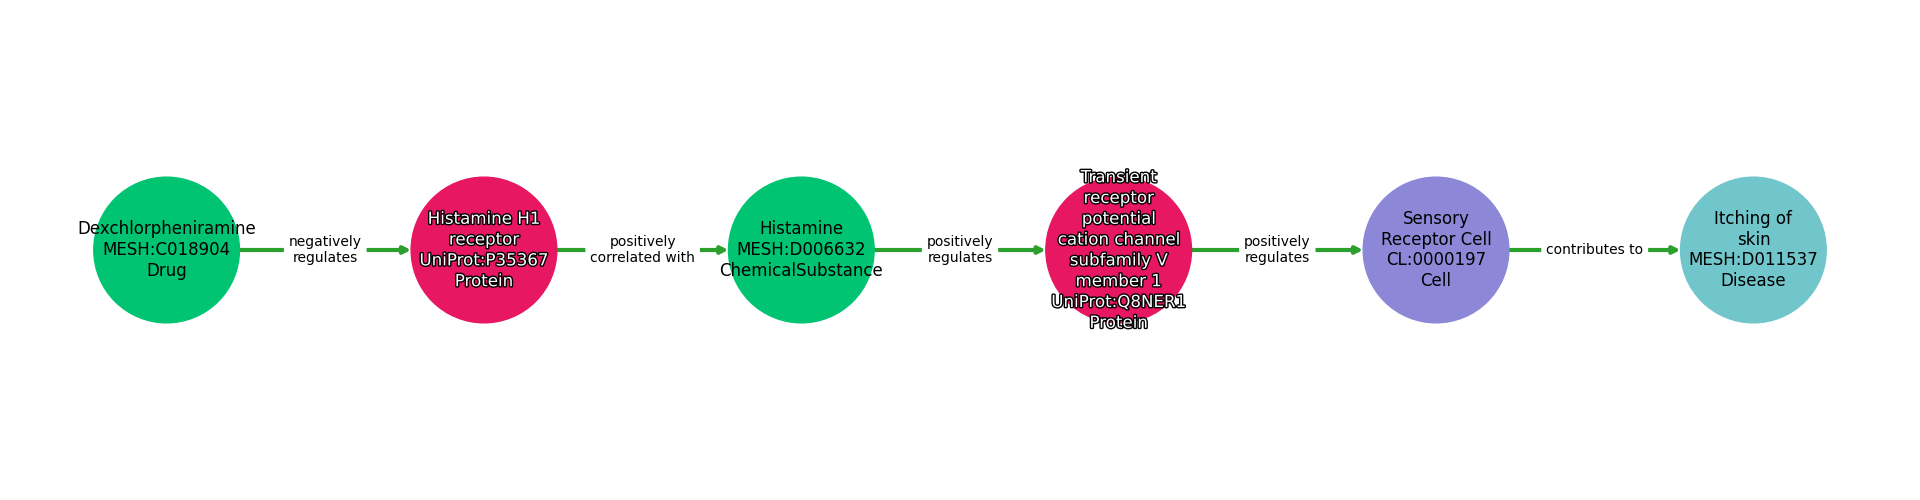 Dexchlorpheniramine
MESH:C018904
Drug
negatively
regulates
Histamine H1
receptor
UniProt:P35367
Protein
positively
correlated with
Histamine
MESH:D006632
ChemicalSubstance
positively
regulates
Transient
receptor
potential
cation channel
subfamily V
member 1
UniProt:Q8NER1
Protein
positively
regulates
Sensory
Receptor Cell
CL:0000197
Cell
contributes to
Itching of
skin
MESH:D011537
Disease